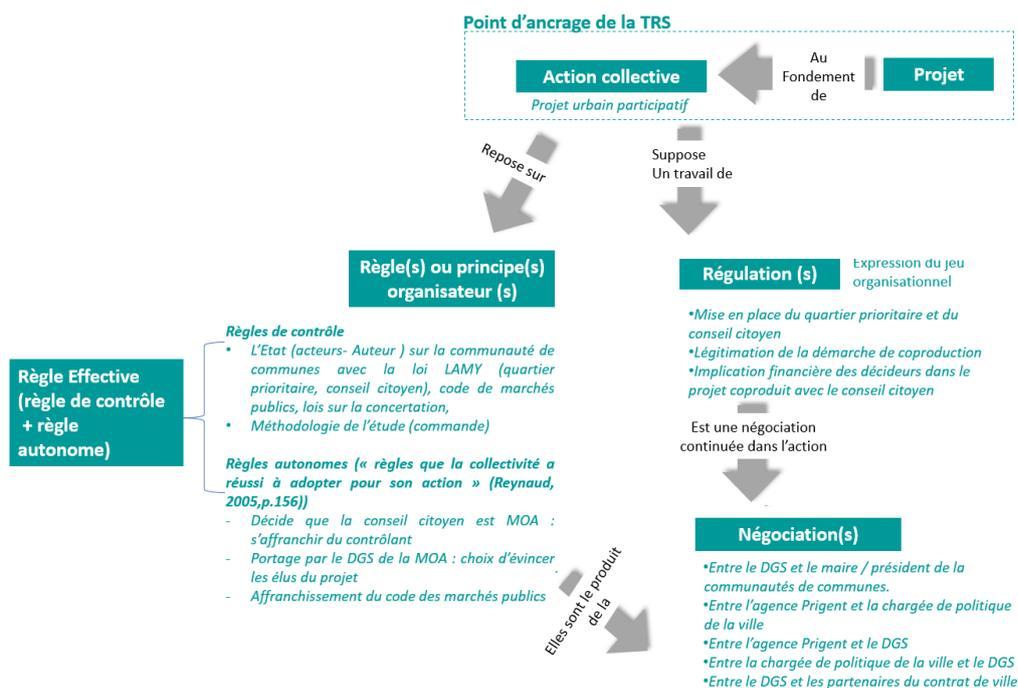 Point d'ancrage de la TRS
Action collective
Projet urbain participatif
Au
Fondement
de
Projet
Repose sur
Suppose
Un travail de
Règle(s) ou principe(s)
organisateur (s)
Régulation (s)
Expression du jeu
organisationnel
•Mise en place du quartier prioritaire et du
conseil citoyen
•Légitimation de la démarche de coproduction
•Implication financière des décideurs dans le
projet coproduit avec le conseil citoyen
Règle Effective
(règle de contrôle
+ règle
autonome)
Règles de contrôle
• L'Etat (acteurs- Auteur ) sur la communauté de
communes avec la loi LAMY (quartier
prioritaire, conseil citoyen), code de marchés
publics, lois sur la concertation,
• Méthodologie de l'étude (commande)
Règles autonomes (« règles que la collectivité a
réussi à adopter pour son action » (Reynaud,
2005,p.156))
- Décide que la conseil citoyen est MOA :
s'affranchir du contrôlant
- Portage par le DGS de la MOA : choix d'évincer
les élus du projet
- Affranchissement du code des marchés publics
Est une négociation
continuée dans l'action
Elles sont le produit
de la
Négociation(s)
•Entre le DGS et le maire / président de la
communautés de communes.
•Entre l'agence Prigent et la chargée de politique
de la ville
•Entre l'agence Prigent et le DGS
•Entre la chargée de politique de la ville et le DGS
•Entre le DGS et les partenaires du contrat de ville